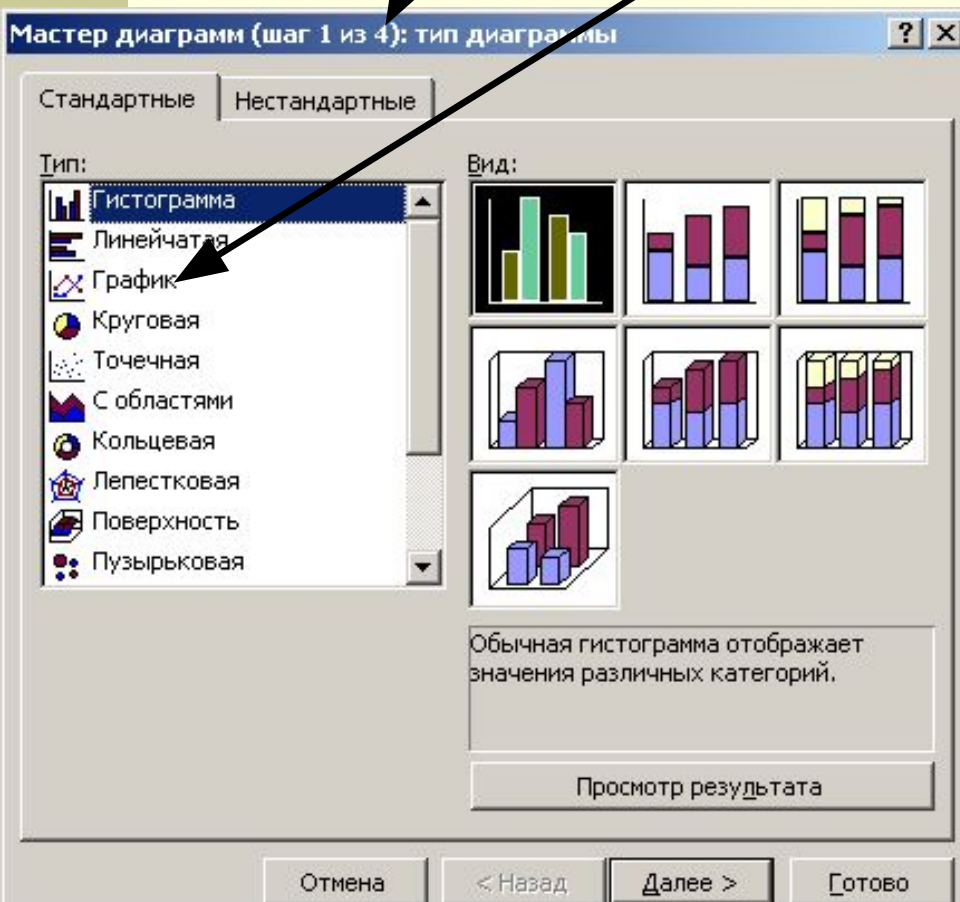 Мастер диаграмм (шаг 1 из 4): тип диаграммы
Стандартные
Нестандартные
Тип:
Гистограмма
Линейчатая
График
Круговая
Точечная
С областями
Кольцевая
Лепестковая
Поверхность
Пузырьковая
Вид:
Обычная гистограмма отображает
значения различных категорий.
Просмотр результата
Отмена
< Назад
Далее >
Готово